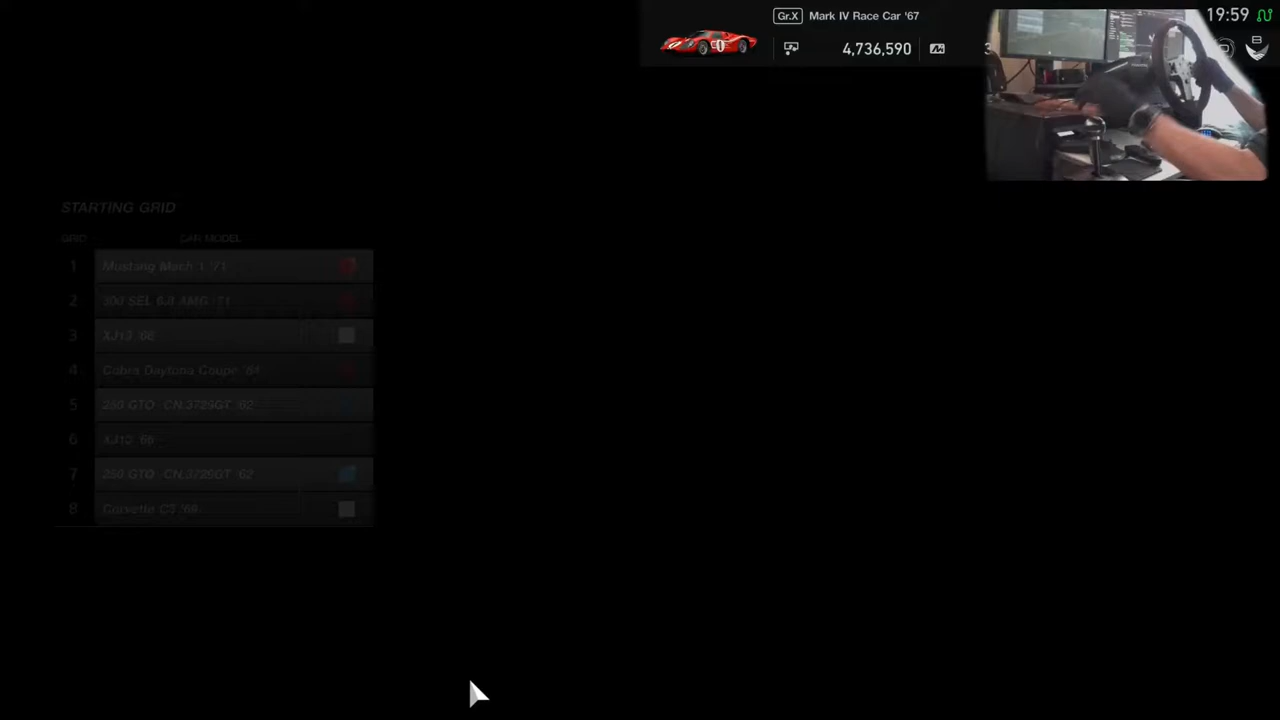 Gr.X Mark IV Race Car '67
19:59
4,736,590
STARTING GRID
GRID CAR MODEL
1 Mustang Mach 1 '71
2 300 SEL 6.8 AMG '71
3 XJ13 '66
4 Cobra Daytona Coupe '64
5 250 GTO CN.3729GT '62
6 XJ13 '66
7 250 GTO CN.3729GT '62
8 Corvette C3 '69